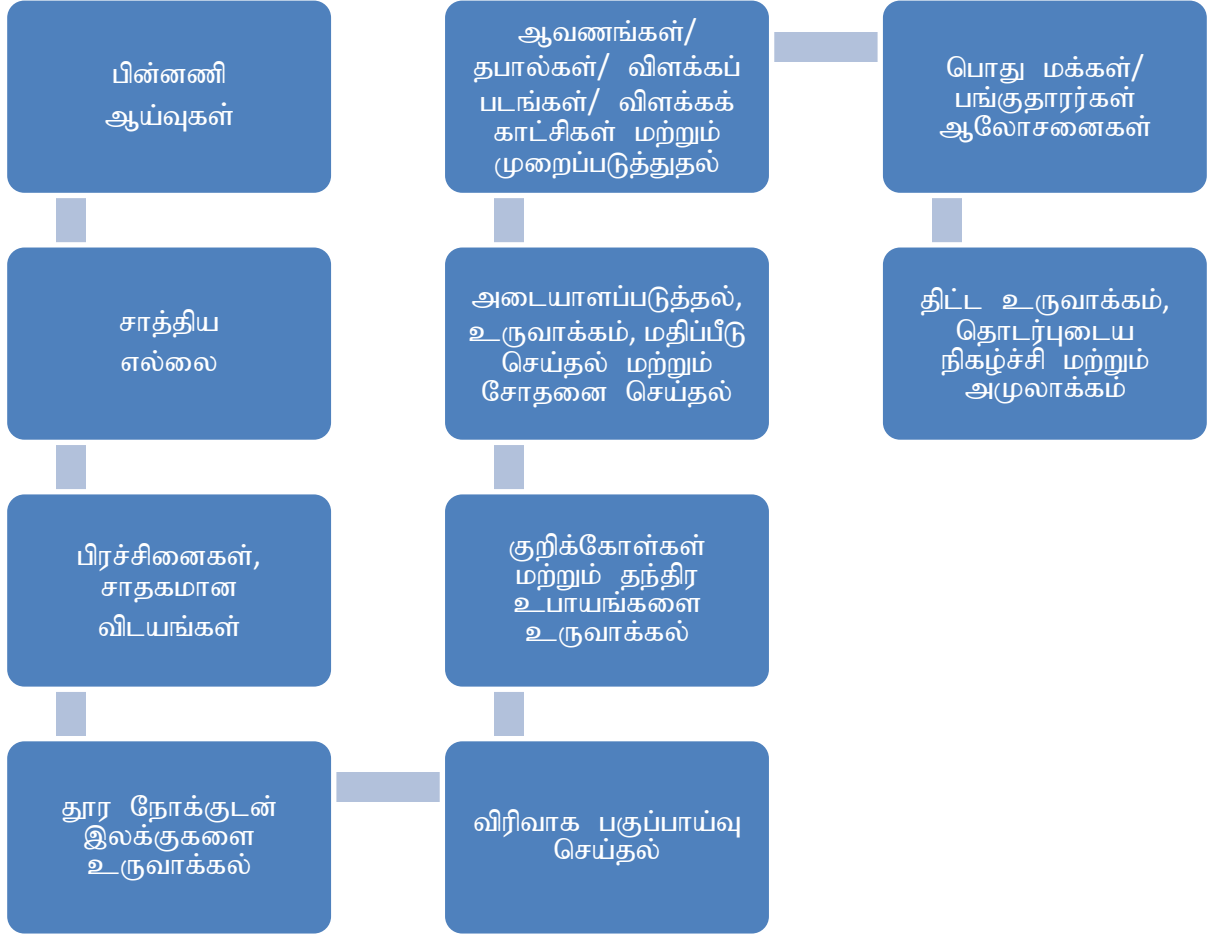 பின்னணி
ஆய்வுகள்
சாத்திய
எல்லை
பிரச்சினைகள்,
சாதகமான
விடயங்கள்
தூர நோக்குடன்
இலக்குகளை
உருவாக்கல்
விரிவாக பகுப்பாய்வு
செய்தல்
குறிக்கோள்கள்
மற்றும் தந்திர
உபாயங்களை
உருவாக்கல்
அடையாளப்படுத்தல்,
உருவாக்கம், மதிப்பீடு
செய்தல் மற்றும்
சோதனை செய்தல்
ஆவணங்கள்/
தபால்கள்/ விளக்கப்
படங்கள்/ விளக்கக்
காட்சிகள் மற்றும்
முறைப்படுத்துதல்
பொது மக்கள்/
பங்குதாரர்கள்
ஆலோசனைகள்
திட்ட உருவாக்கம்,
தொடர்புடைய
நிகழ்ச்சி மற்றும்
அமுலாக்கம்